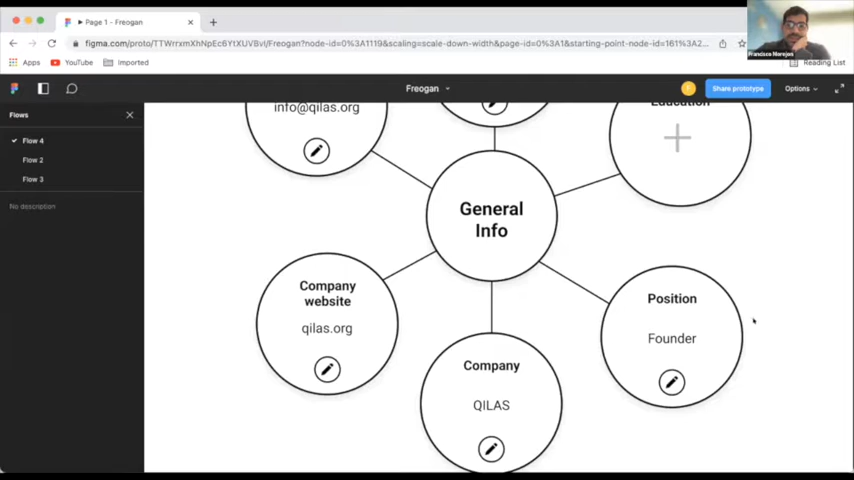 Page 1 - Freogan
figma.com/proto/TTWrrxmXhNpEc6YtXUVBvI/Freogan?node-id=0%3A1119&scaling=scale-down-width&page-id=0%3A1&starting-point-node-id=161%3A2...
Apps
YouTube
Imported
Reading List
Francisco Nerejos
Freogan
Share prototype
Options
Flows
Flow 4
Flow 2
Flow 3
No description
info@qilas.org
Education
General
Info
Company
website
qilas.org
Position
Founder
Company
QILAS